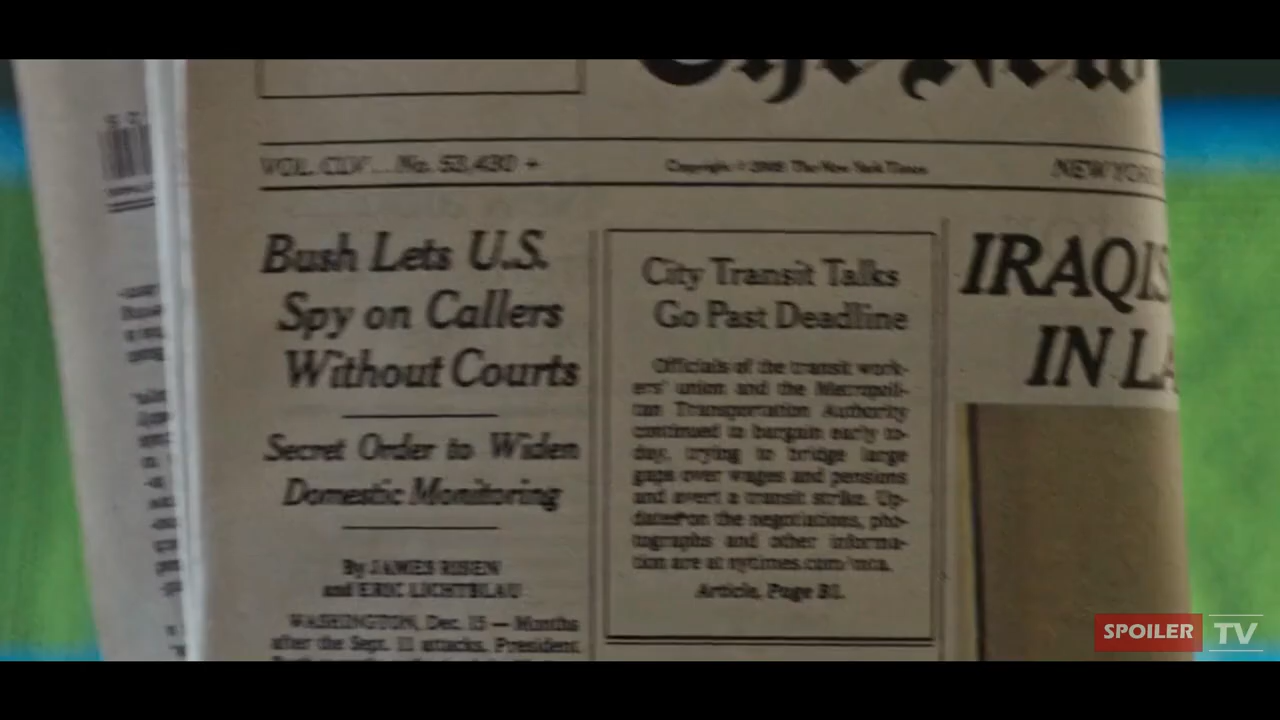 The New
VOL. CLV . . . No. 53,430 +
Copyright © 2005 The New York Times
NEW YORK
Bush Lets U.S.
Spy on Callers
Without Courts
Secret Order to Widen
Domestic Monitoring
By JAMES RISEN
and ERIC LICHTBLAU
WASHINGTON, Dec. 15 — Months
after the Sept. 11 attacks, President
City Transit Talks
Go Past Deadline
Officials of the transit work-
ers' union and the Metropoli-
tan Transportation Authority
continued to bargain early to-
day, trying to bridge large
gaps over wages and pensions
and avert a transit strike. Up-
dates on the negotiations, pho-
tographs and other informa-
tion are at nytimes.com/mta.
Article, Page B1.
IRAQIS
IN LA
SPOILER TV